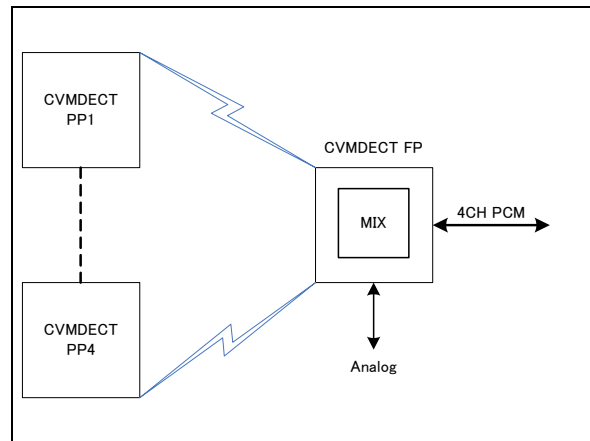 CVMDECT
PP1
CVMDECT FP
MIX
4CH PCM
CVMDECT
PP4
Analog